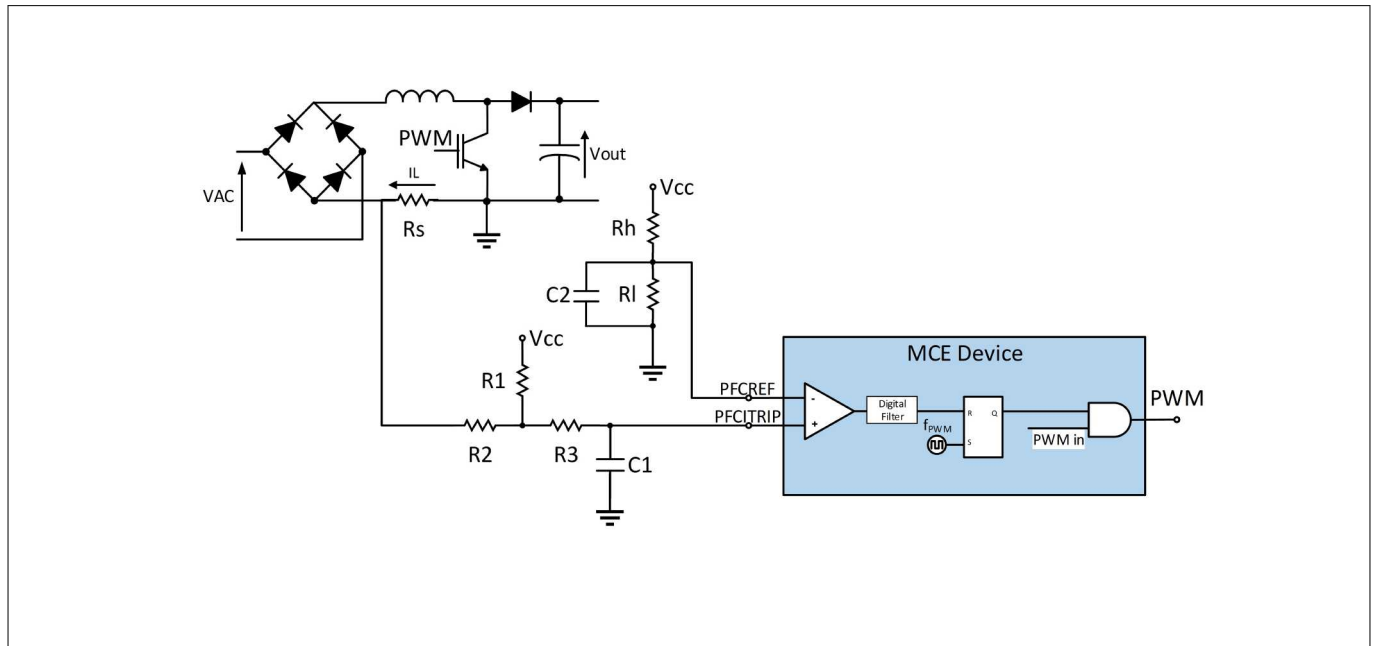 PWM
Vout
IL
VAC
Rs
Vcc
Rh
C2
Rl
Vcc
R1
MCE Device
PFCREF
PFCITRIP
-
+
Digital
Filter
R
Q
S
fPWM
PWM in
PWM
R2
R3
C1